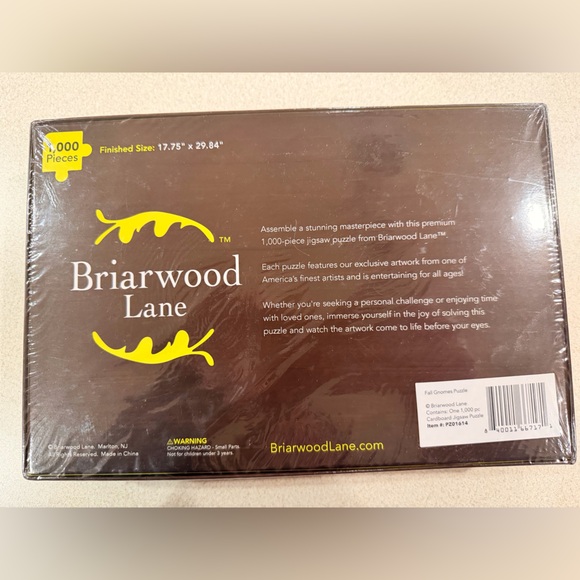 1,000
Pieces
Finished Size: 17.75" x 29.84"
Briarwood
Lane
TM
Assemble a stunning masterpiece with this premium
1,000-piece jigsaw puzzle from Briarwood Lane™.
Each puzzle features our exclusive artwork from one of
America's finest artists and is entertaining for all ages!
Whether you're seeking a personal challenge or enjoying time
with loved ones, immerse yourself in the joy of solving this
puzzle and watch the artwork come to life before your eyes.
Fall Gnomes Puzzle
© Briarwood Lane
Contains: One 1,000 pc
Cardboard Jigsaw Puzzle
Item #: PZ01614
© Briarwood Lane, Marlton, NJ
All Rights Reserved. Made in China
⚠WARNING
CHOKING HAZARD - Small Parts
Not for children under 3 years
BriarwoodLane.com